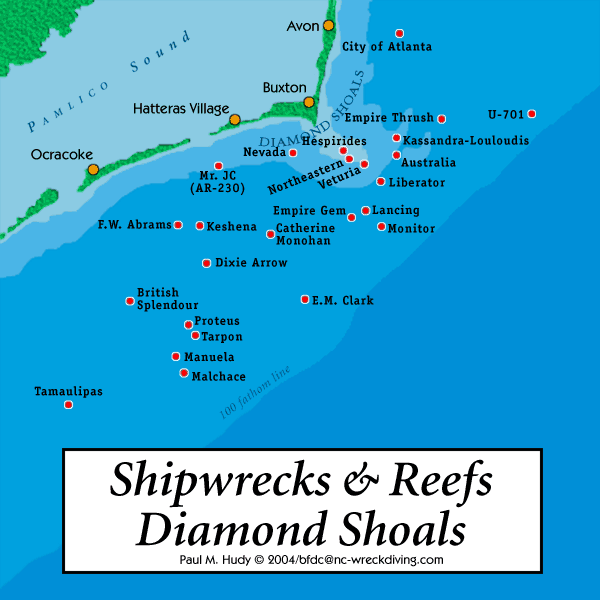 Avon
City of Atlanta
Pamlico Sound
Buxton
DIAMOND SHOALS
Hatteras Village
Empire Thrush
U-701
DIAMOND SHOALS
Hespirides
Kassandra-Louloudis
Ocracoke
Nevada
Northeastern
Australia
Mr. JC
(AR-230)
Veturia
Liberator
Empire Gem
Lancing
F.W. Abrams
Keshena
Catherine
Monohan
Monitor
Dixie Arrow
British
Splendour
E.M. Clark
Proteus
Tarpon
Manuela
Malchace
100 fathom line
Tamaulipas
Shipwrecks & Reefs
Diamond Shoals
Paul M. Hudy © 2004/bfdc@nc-wreckdiving.com